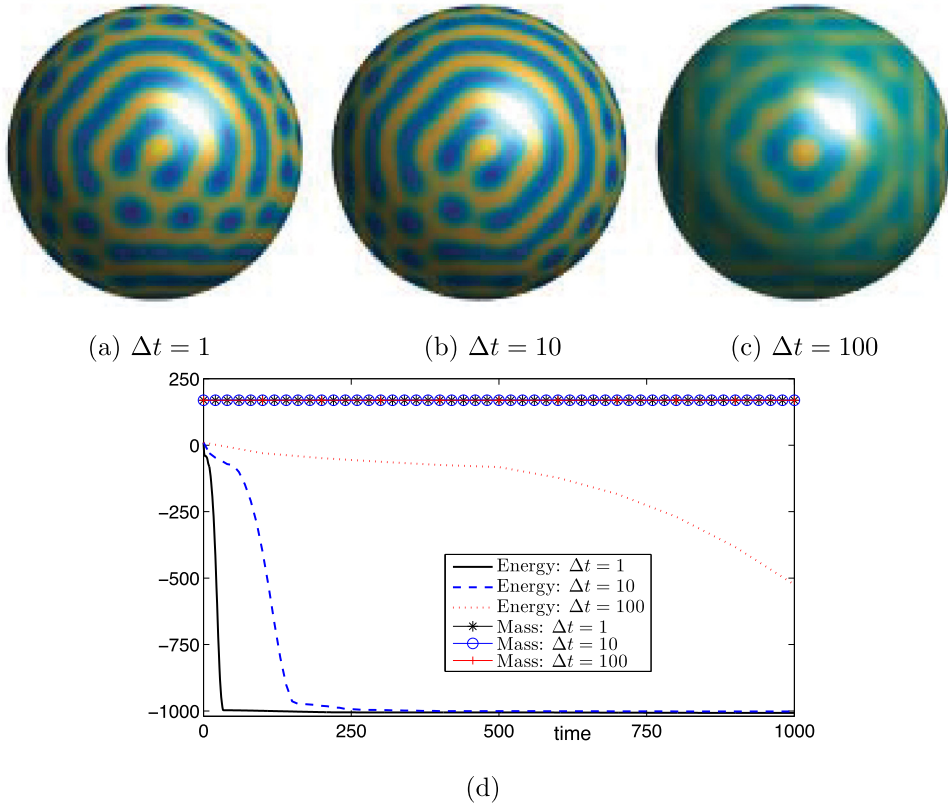 (a) Δt = 1
(b) Δt = 10
(c) Δt = 100
250
0
−250
−500
−750
−1000
Energy: Δt = 1
Energy: Δt = 10
Energy: Δt = 100
Mass: Δt = 1
Mass: Δt = 10
Mass: Δt = 100
0 250 500 time 750 1000
(d)